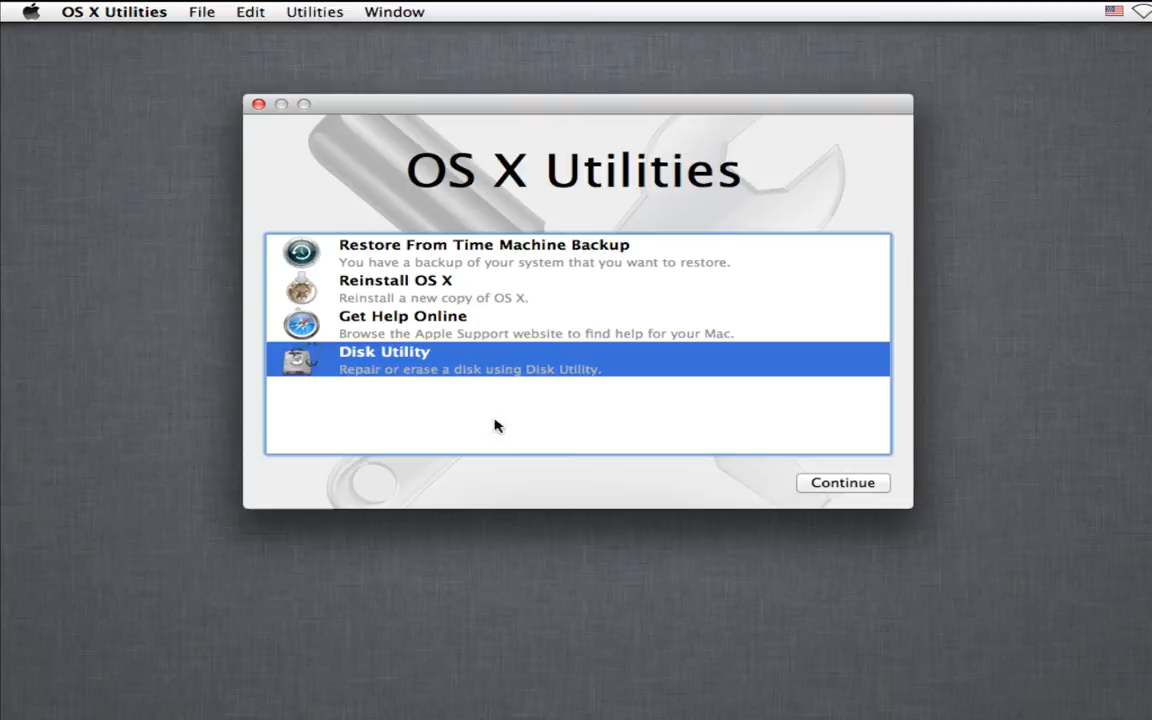 OS X Utilities File Edit Utilities Window
OS X Utilities
Restore From Time Machine Backup
You have a backup of your system that you want to restore.
Reinstall OS X
Reinstall a new copy of OS X.
Get Help Online
Browse the Apple Support website to find help for your Mac.
Disk Utility
Repair or erase a disk using Disk Utility.
Continue